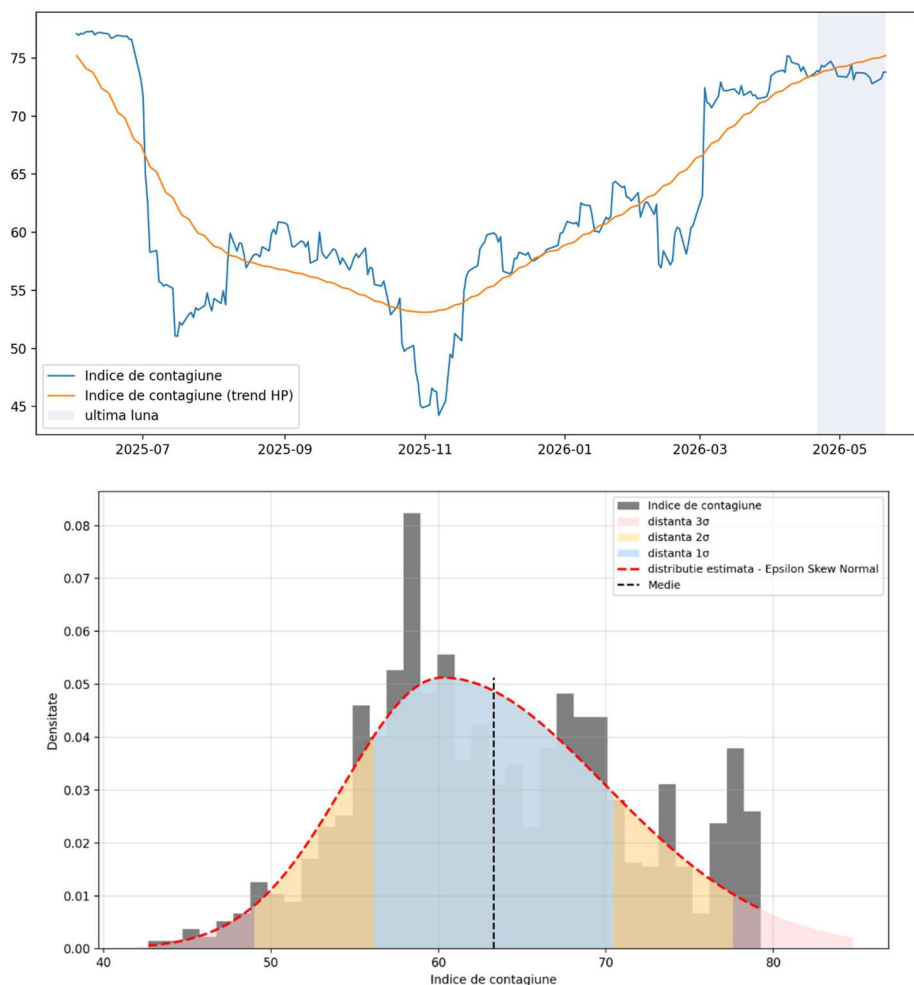 75
70
65
60
55
50
45
Indice de contagiune
Indice de contagiune (trend HP)
ultima luna
2025-07 2025-09 2025-11 2026-01 2026-03 2026-05
Indice de contagiune
distanta 3σ
distanta 2σ
distanta 1σ
distributie estimata - Epsilon Skew Normal
Medie
0.08
0.07
0.06
0.05
0.04
0.03
0.02
0.01
0.00
Densitate
40 50 60 70 80
Indice de contagiune